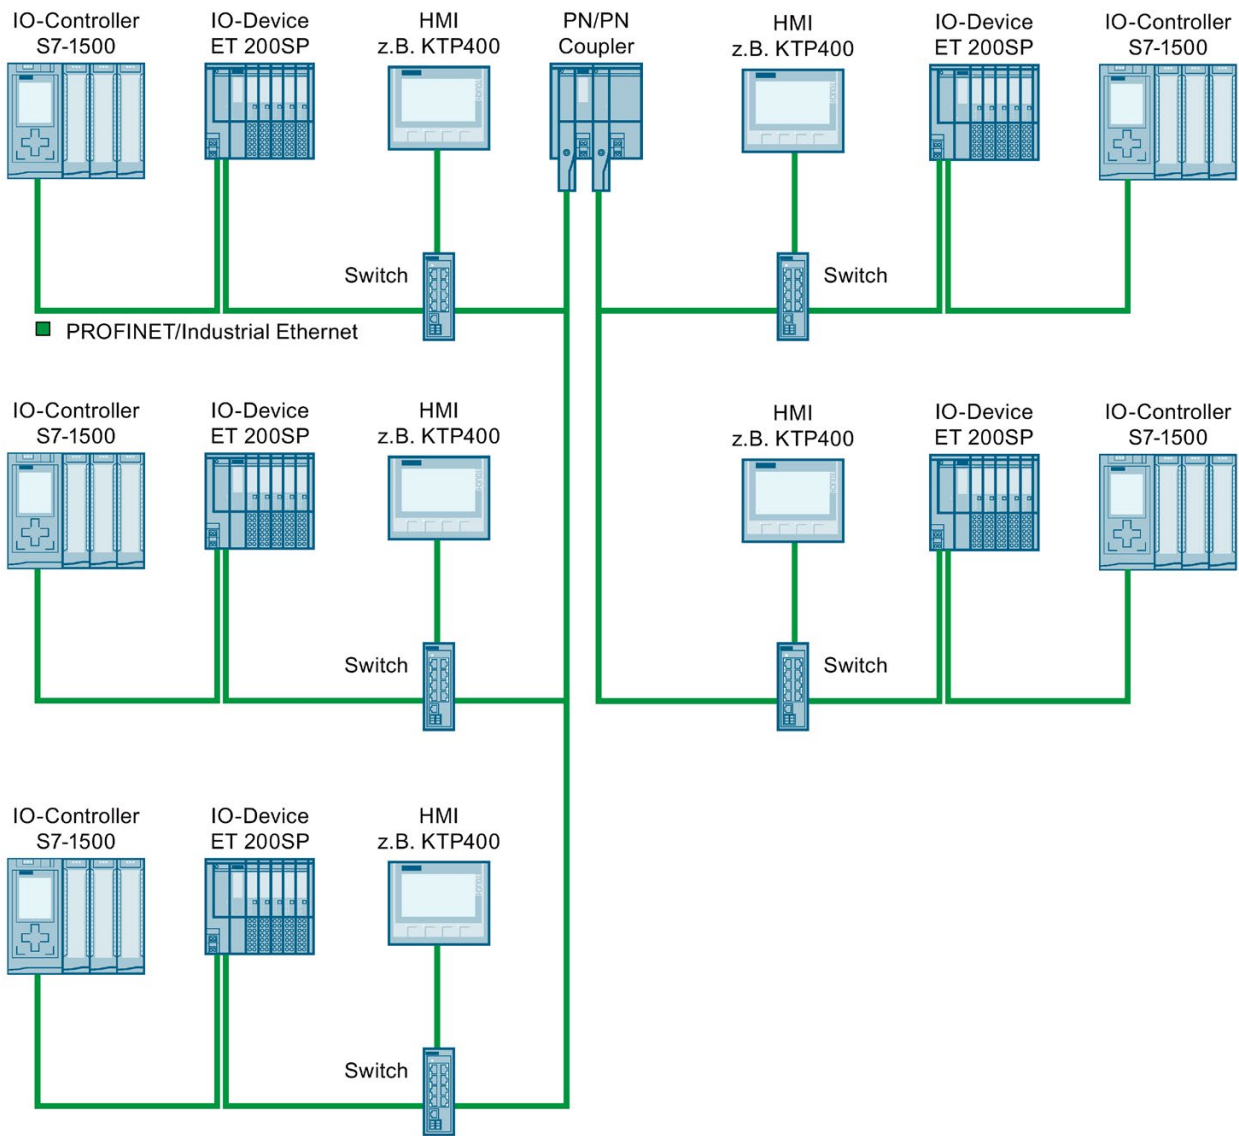 IO-Controller
S7-1500
IO-Device
ET 200SP
HMI
z.B. KTP400
PN/PN
Coupler
HMI
z.B. KTP400
IO-Device
ET 200SP
IO-Controller
S7-1500
Switch
Switch
PROFINET/Industrial Ethernet
IO-Controller
S7-1500
IO-Device
ET 200SP
HMI
z.B. KTP400
HMI
z.B. KTP400
IO-Device
ET 200SP
IO-Controller
S7-1500
Switch
Switch
IO-Controller
S7-1500
IO-Device
ET 200SP
HMI
z.B. KTP400
Switch